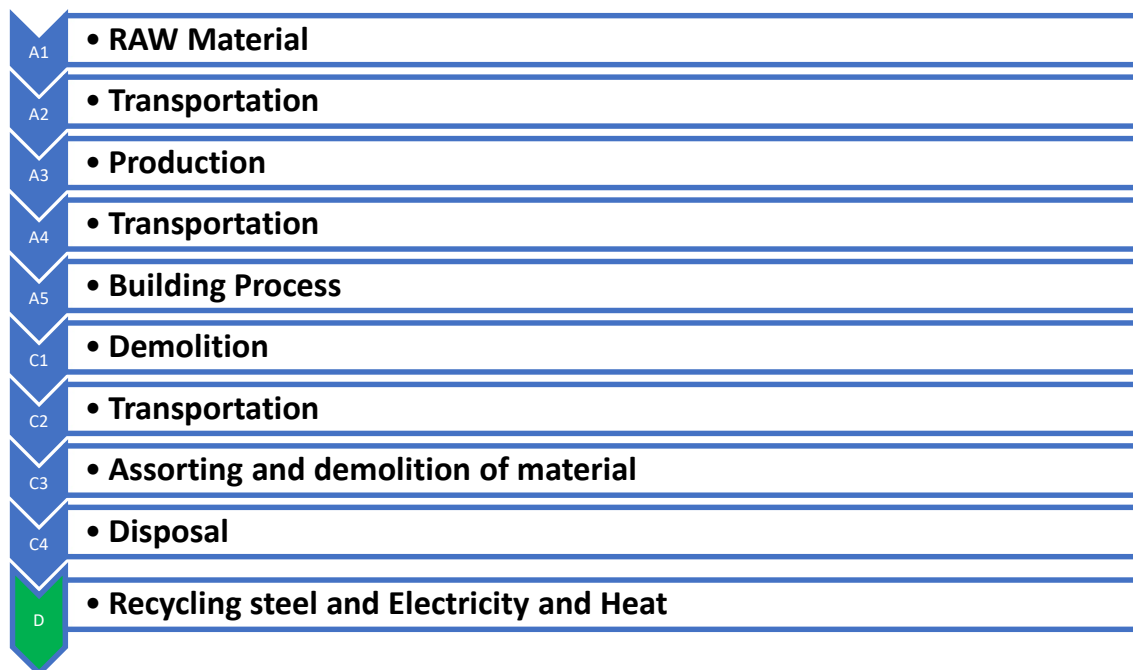 A1 • RAW Material
A2 • Transportation
A3 • Production
A4 • Transportation
A5 • Building Process
C1 • Demolition
C2 • Transportation
C3 • Assorting and demolition of material
C4 • Disposal
D • Recycling steel and Electricity and Heat